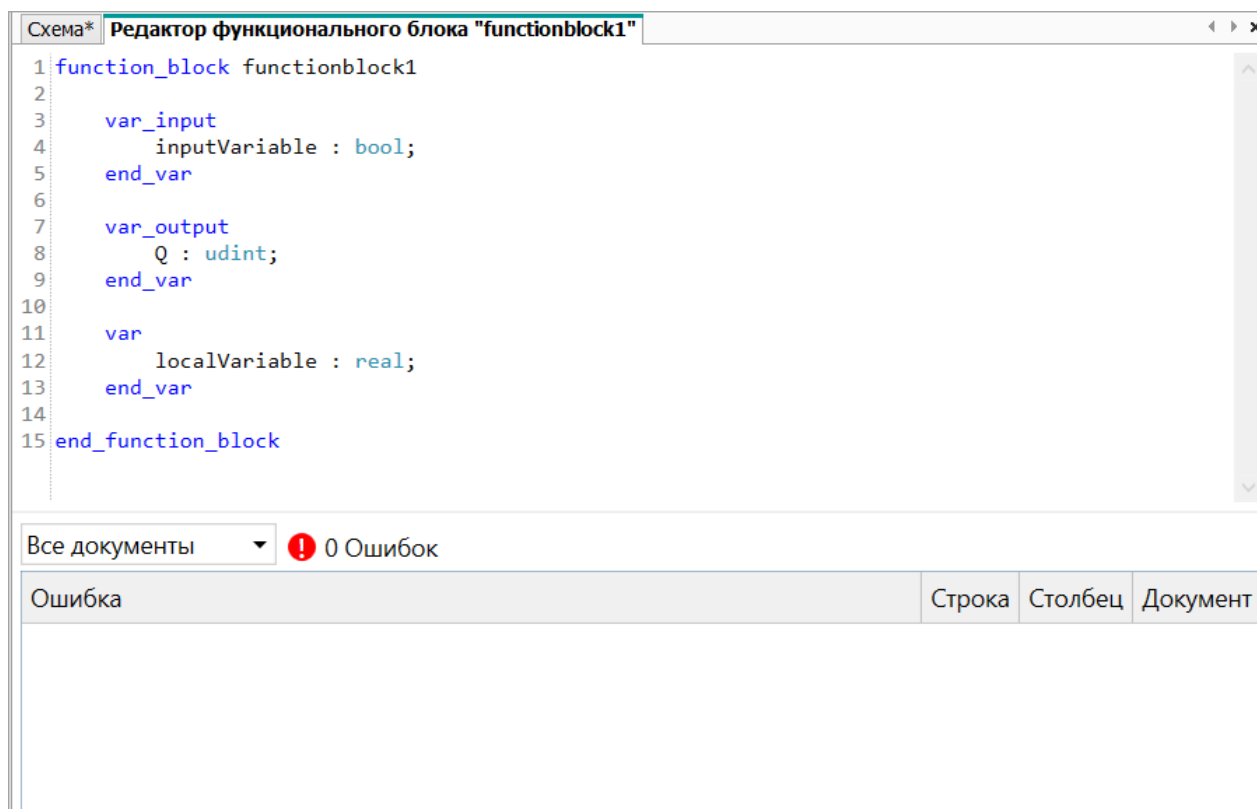 Схема* Редактор функционального блока "functionblock1"
1 function_block functionblock1
2
3 var_input
4 inputVariable : bool;
5 end_var
6
7 var_output
8 Q : udint;
9 end_var
10
11 var
12 localVariable : real;
13 end_var
14
15 end_function_block
Все документы 0 Ошибок
Ошибка Строка Столбец Документ